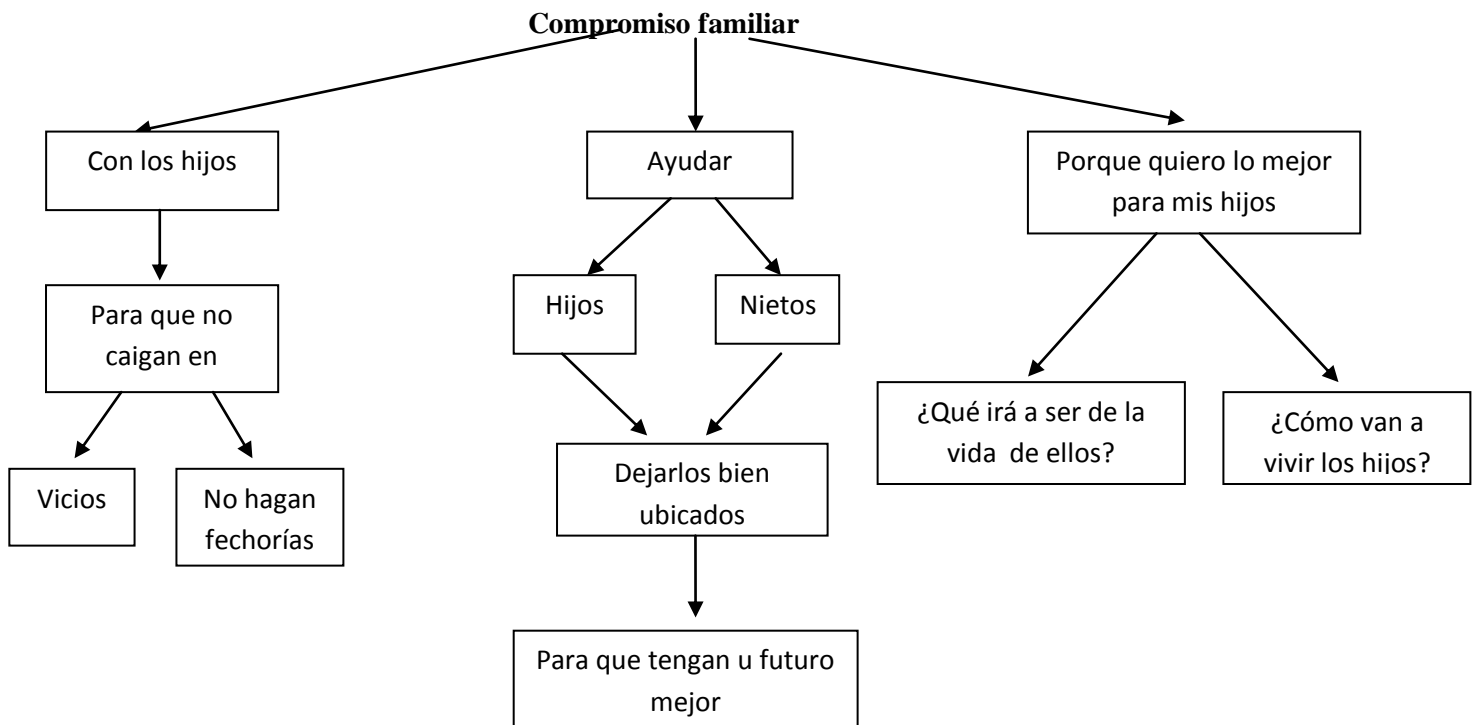 Compromiso familiar
Con los hijos
Ayudar
Porque quiero lo mejor
para mis hijos
Para que no
caigan en
Hijos
Nietos
¿Qué irá a ser de la
vida de ellos?
¿Cómo van a
vivir los hijos?
Vicios
No hagan
fechorías
Dejarlos bien
ubicados
Para que tengan u futuro
mejor